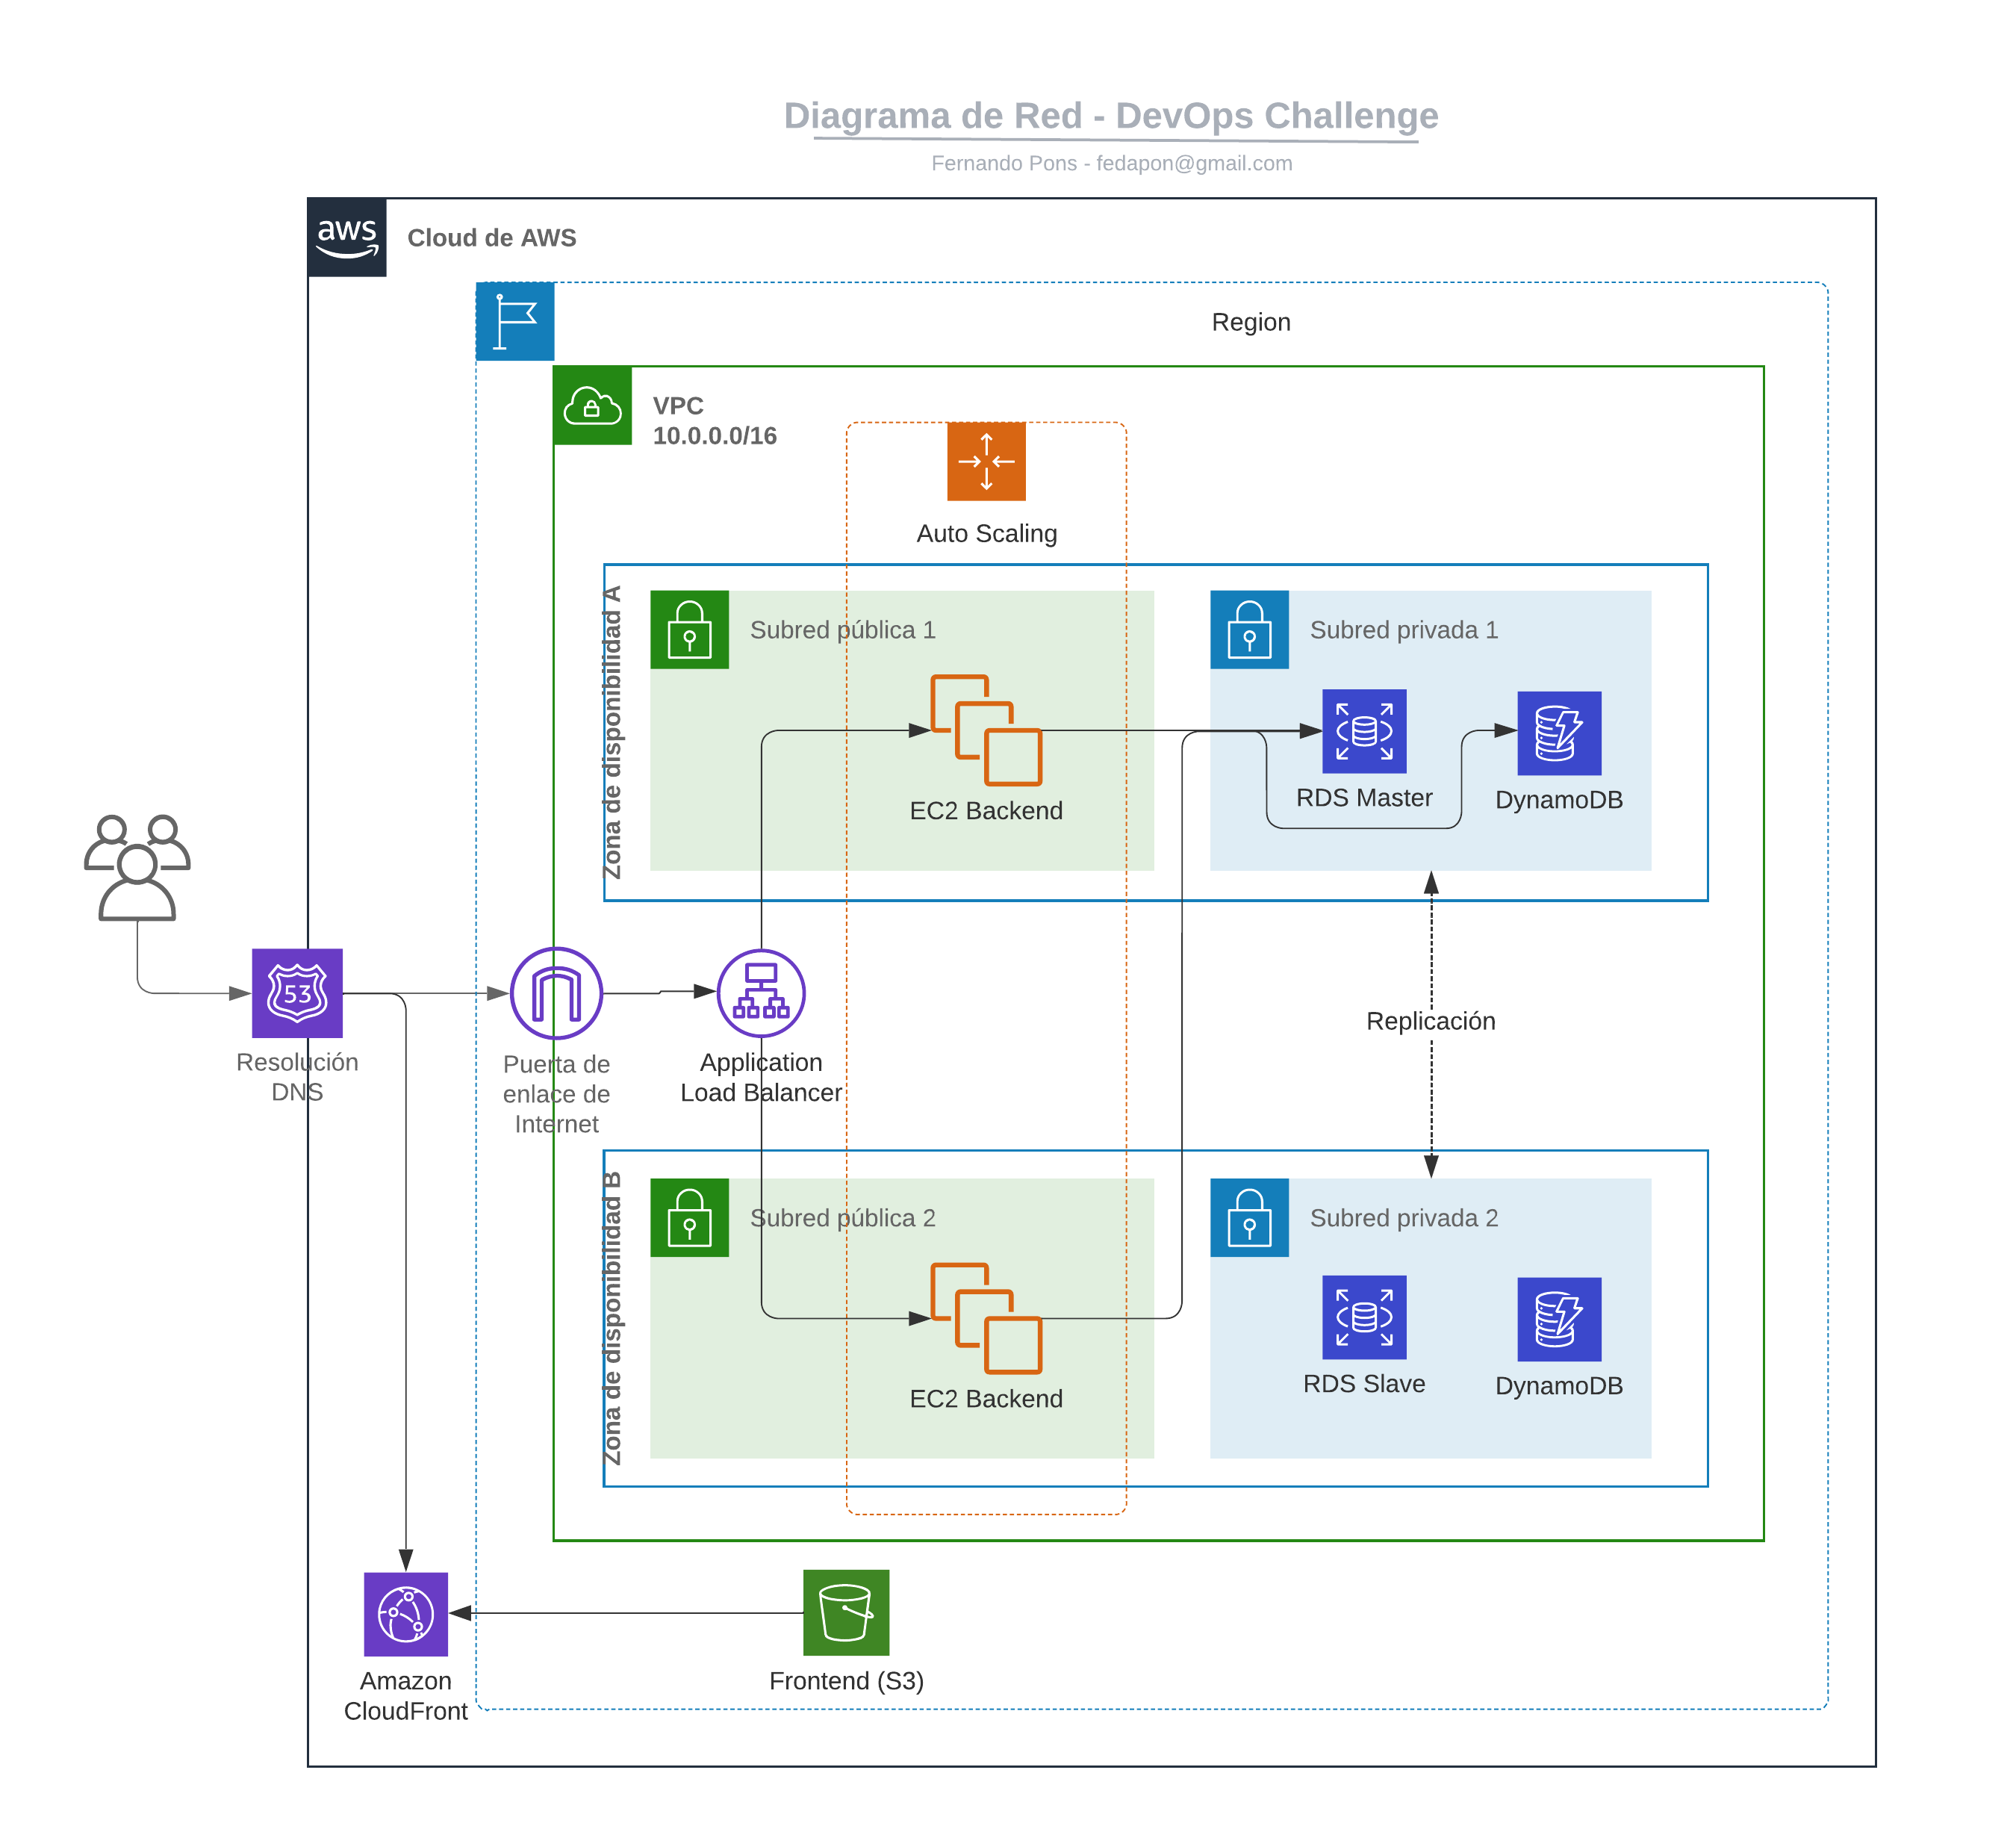 Diagrama de Red - DevOps Challenge
Fernando Pons - fedapon@gmail.com
aws
Cloud de AWS
Region
VPC
10.0.0.0/16
Auto Scaling
Zona de disponibilidad A
Subred pública 1
Subred privada 1
EC2 Backend
RDS Master
DynamoDB
53
Resolución
DNS
Puerta de
enlace de
Internet
Application
Load Balancer
Replicación
Zona de disponibilidad B
Subred pública 2
Subred privada 2
EC2 Backend
RDS Slave
DynamoDB
Amazon
CloudFront
Frontend (S3)